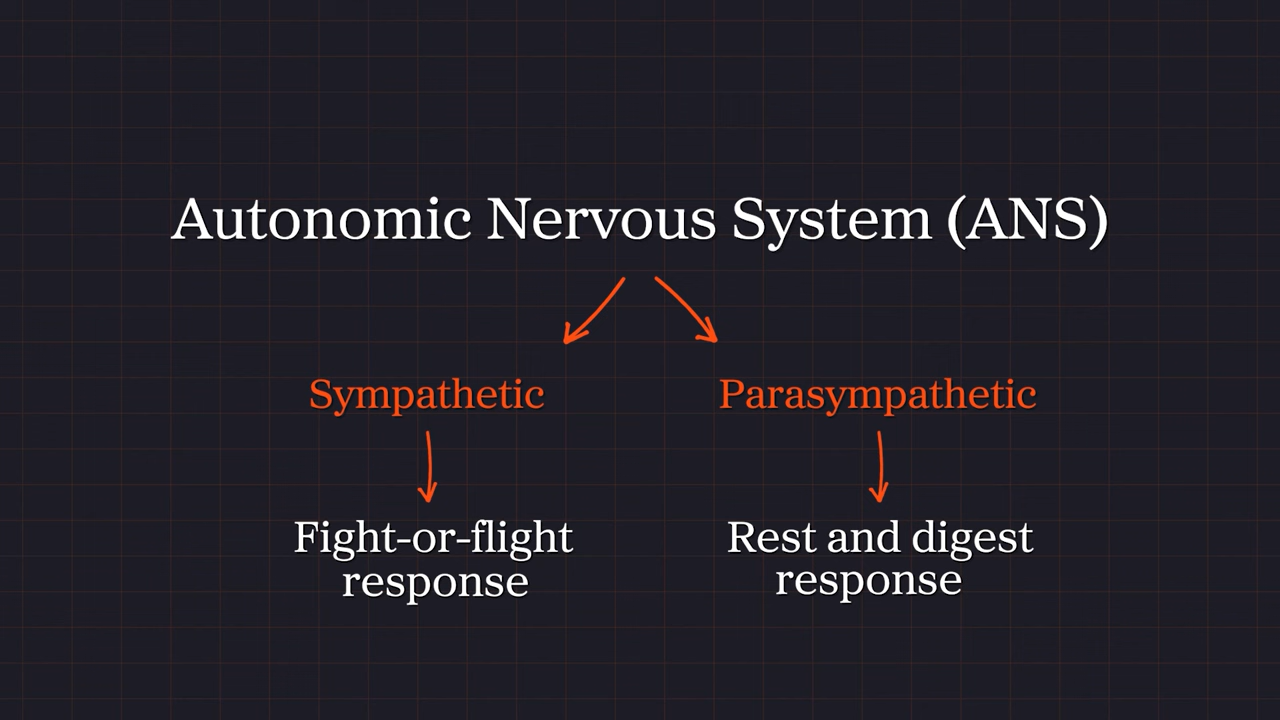 Autonomic Nervous System (ANS)
Sympathetic
Parasympathetic
Fight-or-flight
response
Rest and digest
response